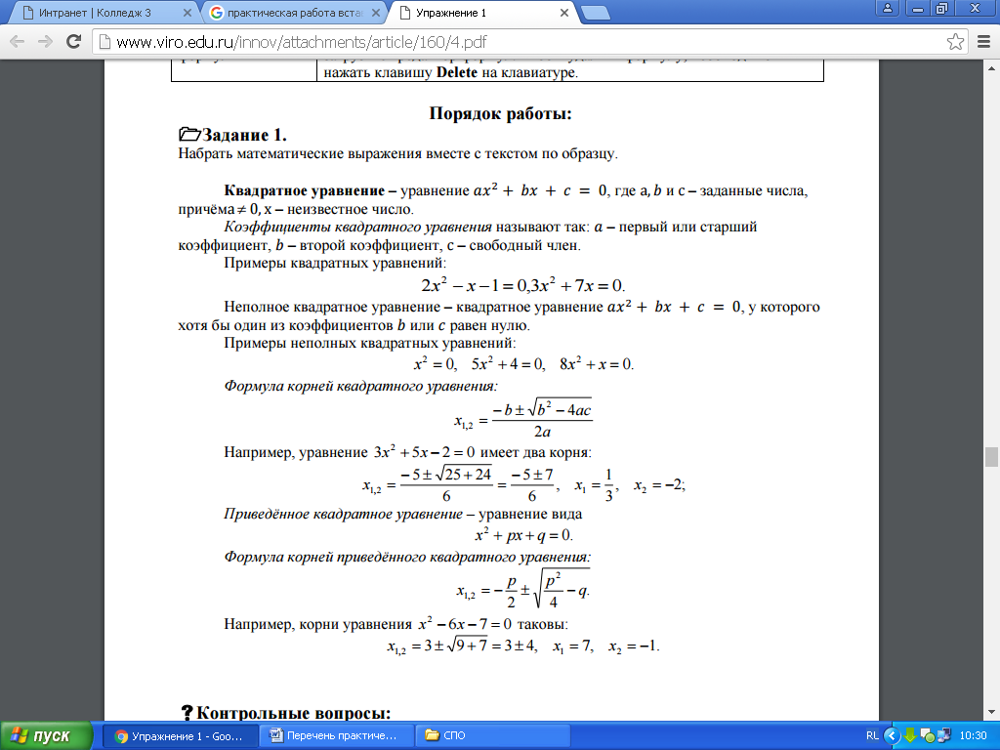 Интранет | Колледж 3
практическая работа вста
Упражнение 1
www.viro.edu.ru/innov/attachments/article/160/4.pdf
нажать клавишу Delete на клавиатуре.
Порядок работы:
Задание 1.
Набрать математические выражения вместе с текстом по образцу.
Квадратное уравнение – уравнение ax² + bx + c = 0, где a, b и c – заданные числа,
причёма ≠ 0, x – неизвестное число.
Коэффициенты квадратного уравнения называют так: a – первый или старший
коэффициент, b – второй коэффициент, c – свободный член.
Примеры квадратных уравнений:
2x² − x − 1 = 0,3x² + 7x = 0.
Неполное квадратное уравнение – квадратное уравнение ax² + bx + c = 0, у которого
хотя бы один из коэффициентов b или c равен нулю.
Примеры неполных квадратных уравнений:
x² = 0, 5x² + 4 = 0, 8x² + x = 0.
Формула корней квадратного уравнения:
x₁,₂ = (−b ± √(b² − 4ac)) / 2a
Например, уравнение 3x² + 5x − 2 = 0 имеет два корня:
x₁,₂ = (−5 ± √(25 + 24)) / 6 = (−5 ± 7) / 6, x₁ = 1/3, x₂ = −2;
Приведённое квадратное уравнение – уравнение вида
x² + px + q = 0.
Формула корней приведённого квадратного уравнения:
x₁,₂ = −p/2 ± √(p²/4 − q).
Например, корни уравнения x² − 6x − 7 = 0 таковы:
x₁,₂ = 3 ± √(9 + 7) = 3 ± 4, x₁ = 7, x₂ = −1.
? Контрольные вопросы:
пуск
Упражнение 1 - Goo...
Перечень практиче...
СПО
RL
10:30